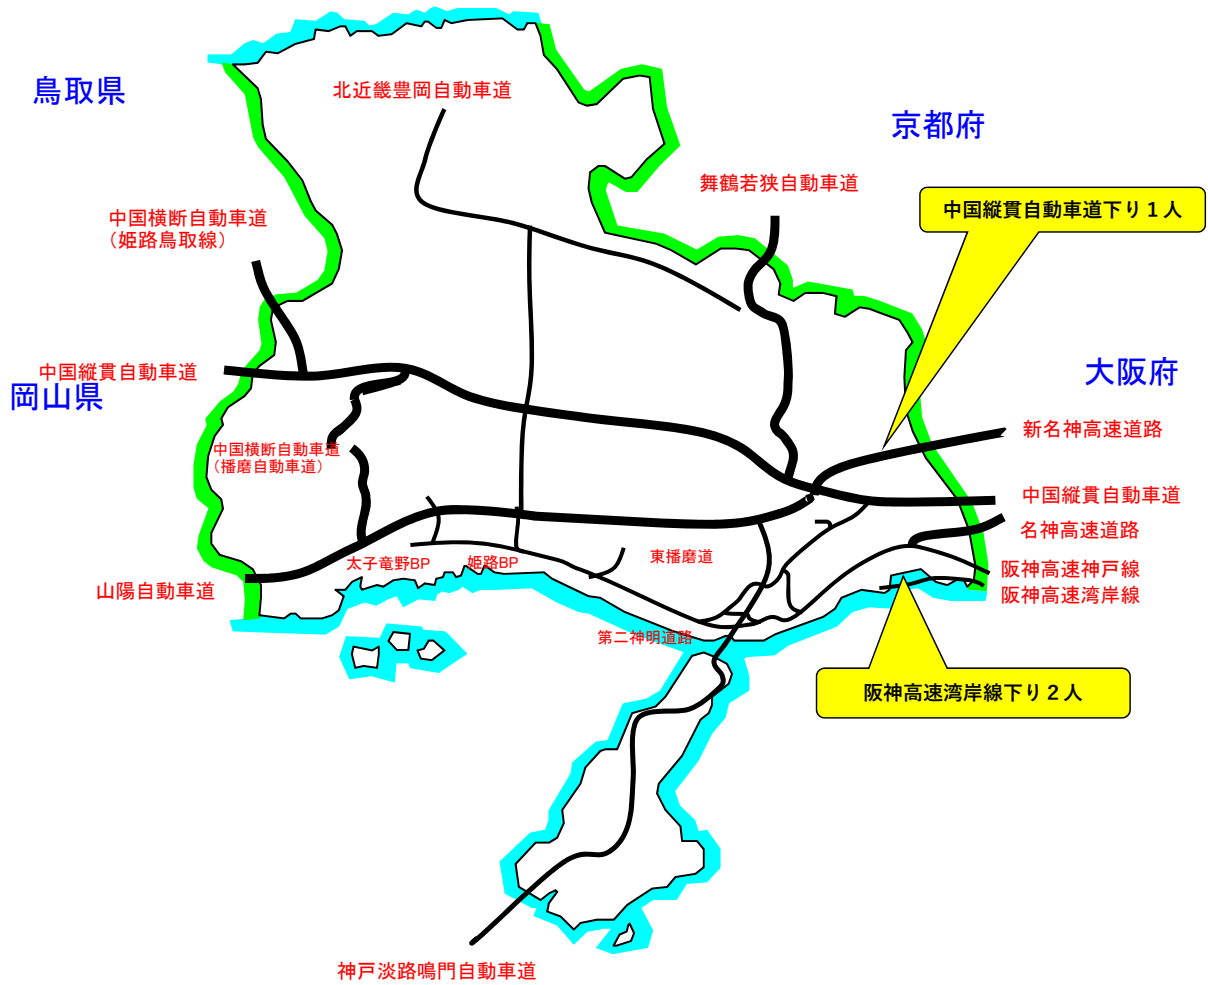 鳥取県
北近畿豊岡自動車道
京都府
舞鶴若狭自動車道
中国縦貫自動車道下り１人
中国横断自動車道
（姫路鳥取線）
中国縦貫自動車道
岡山県
大阪府
新名神高速道路
中国横断自動車道
（播磨自動車道）
中国縦貫自動車道
名神高速道路
太子竜野BP
姫路BP
東播磨道
阪神高速神戸線
山陽自動車道
阪神高速湾岸線
第二神明道路
阪神高速湾岸線下り２人
神戸淡路鳴門自動車道